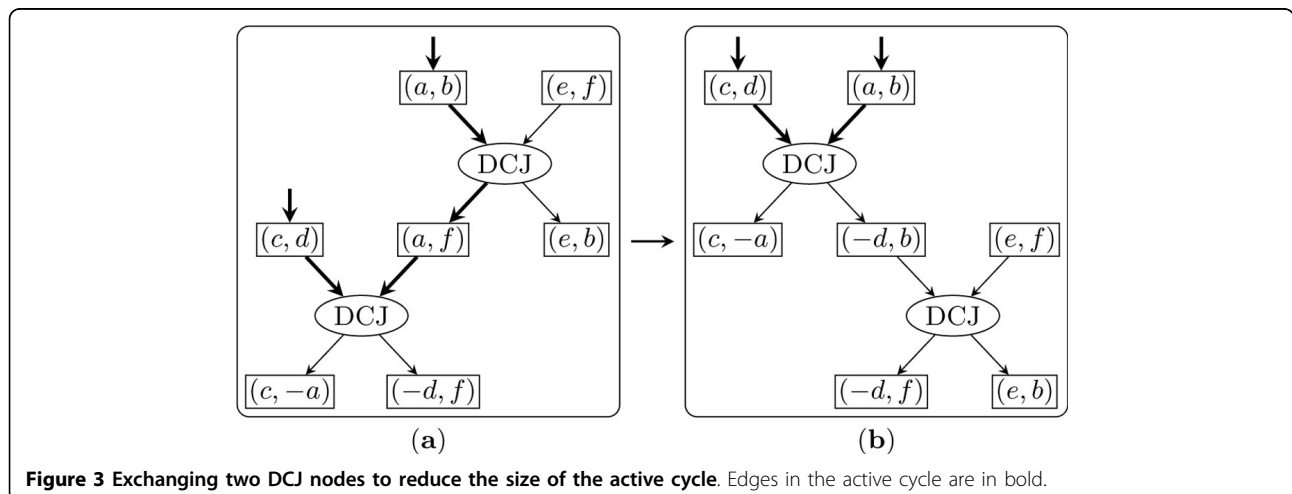 (a, b) (e, f)
DCJ
(c, d) (a, f) (e, b)
DCJ
(c, −a) (−d, f)
(a)
(c, d) (a, b)
DCJ
(c, −a) (−d, b) (e, f)
DCJ
(−d, f) (e, b)
(b)
Figure 3 Exchanging two DCJ nodes to reduce the size of the active cycle. Edges in the active cycle are in bold.